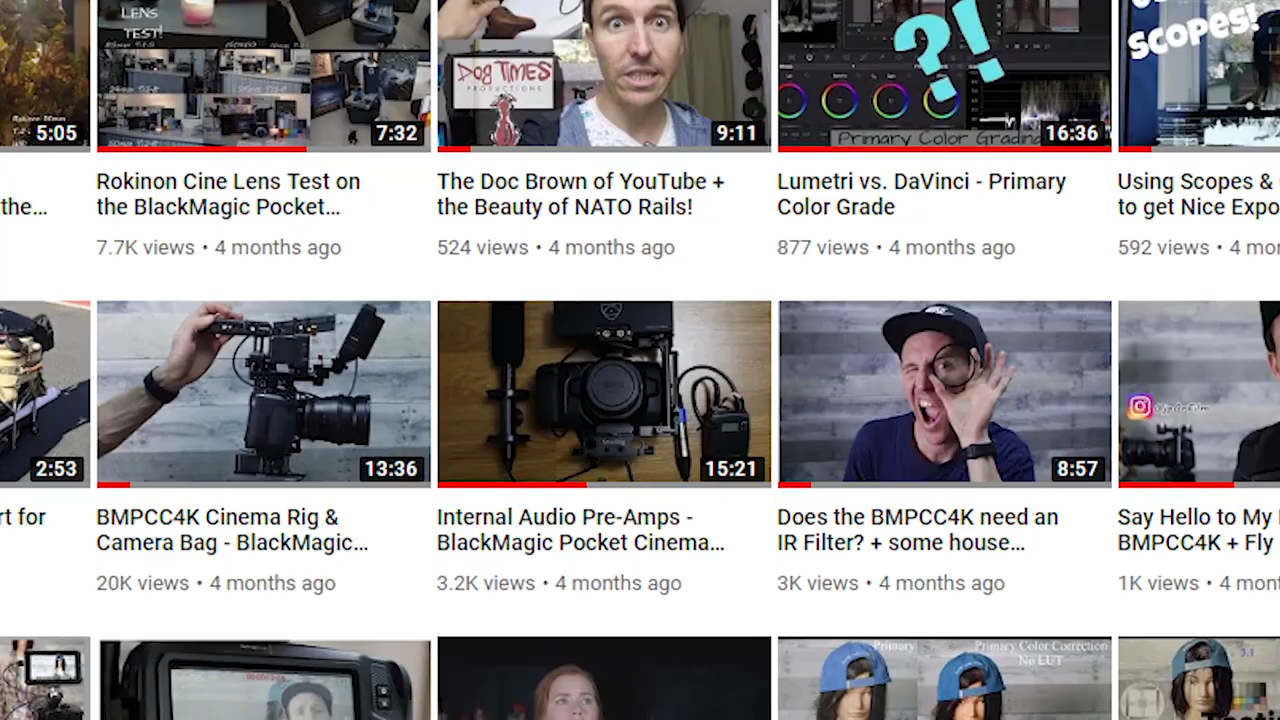 LENS
TEST!
5:05
7:32
DOG TIMES
PRODUCTIONS
9:11
?!
Primary Color Grading
16:36
SCOPES!
the...
Rokinon Cine Lens Test on
the BlackMagic Pocket...
7.7K views • 4 months ago
The Doc Brown of YouTube +
the Beauty of NATO Rails!
524 views • 4 months ago
Lumetri vs. DaVinci - Primary
Color Grade
877 views • 4 months ago
Using Scopes &
to get Nice Expo
592 views • 4 mo
2:53
13:36
15:21
8:57
rt for
BMPCC4K Cinema Rig &
Camera Bag - BlackMagic...
20K views • 4 months ago
Internal Audio Pre-Amps -
BlackMagic Pocket Cinema...
3.2K views • 4 months ago
Does the BMPCC4K need an
IR Filter? + some house...
3K views • 4 months ago
Say Hello to My
BMPCC4K + Fly
1K views • 4 mont
Primary
Primary Color Correction
No LUT
3.1